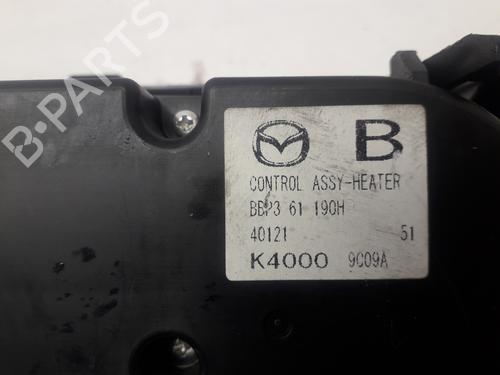 B-PARTS
B
CONTROL ASSY-HEATER
BBP3 61 190H
40121 51
K4000 9C09A